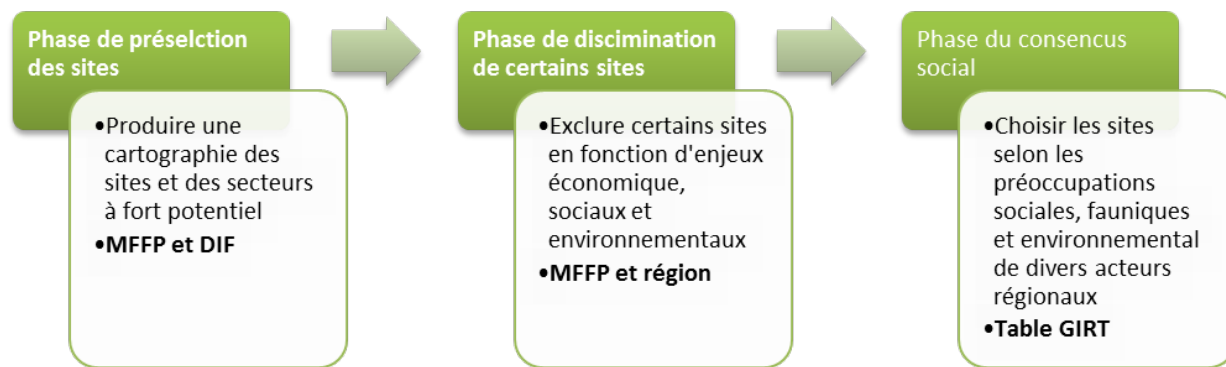 Phase de préselction
des sites
•Produire une
cartographie des
sites et des secteurs
à fort potentiel
•MFFP et DIF
Phase de discimination
de certains sites
•Exclure certains sites
en fonction d'enjeux
économique,
sociaux et
environnementaux
•MFFP et région
Phase du consencus
social
•Choisir les sites
selon les
préoccupations
sociales, fauniques
et environnemental
de divers acteurs
régionaux
•Table GIRT